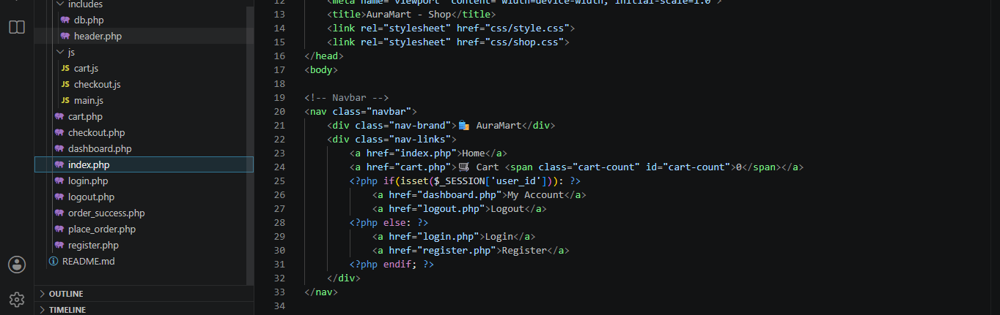 includes
db.php
header.php
js
JS cart.js
JS checkout.js
JS main.js
cart.php
checkout.php
dashboard.php
index.php
login.php
logout.php
order_success.php
place_order.php
register.php
README.md
OUTLINE
TIMELINE
12 <meta name="viewport" content="width=device-width, initial-scale=1.0">
13 <title>AuraMart - Shop</title>
14 <link rel="stylesheet" href="css/style.css">
15 <link rel="stylesheet" href="css/shop.css">
16 </head>
17 <body>
18
19 <!-- Navbar -->
20 <nav class="navbar">
21 <div class="nav-brand">🛍️ AuraMart</div>
22 <div class="nav-links">
23 <a href="index.php">Home</a>
24 <a href="cart.php">🛒 Cart <span class="cart-count" id="cart-count">0</span></a>
25 <?php if(isset($_SESSION['user_id'])): ?>
26 <a href="dashboard.php">My Account</a>
27 <a href="logout.php">Logout</a>
28 <?php else: ?>
29 <a href="login.php">Login</a>
30 <a href="register.php">Register</a>
31 <?php endif; ?>
32 </div>
33 </nav>
34